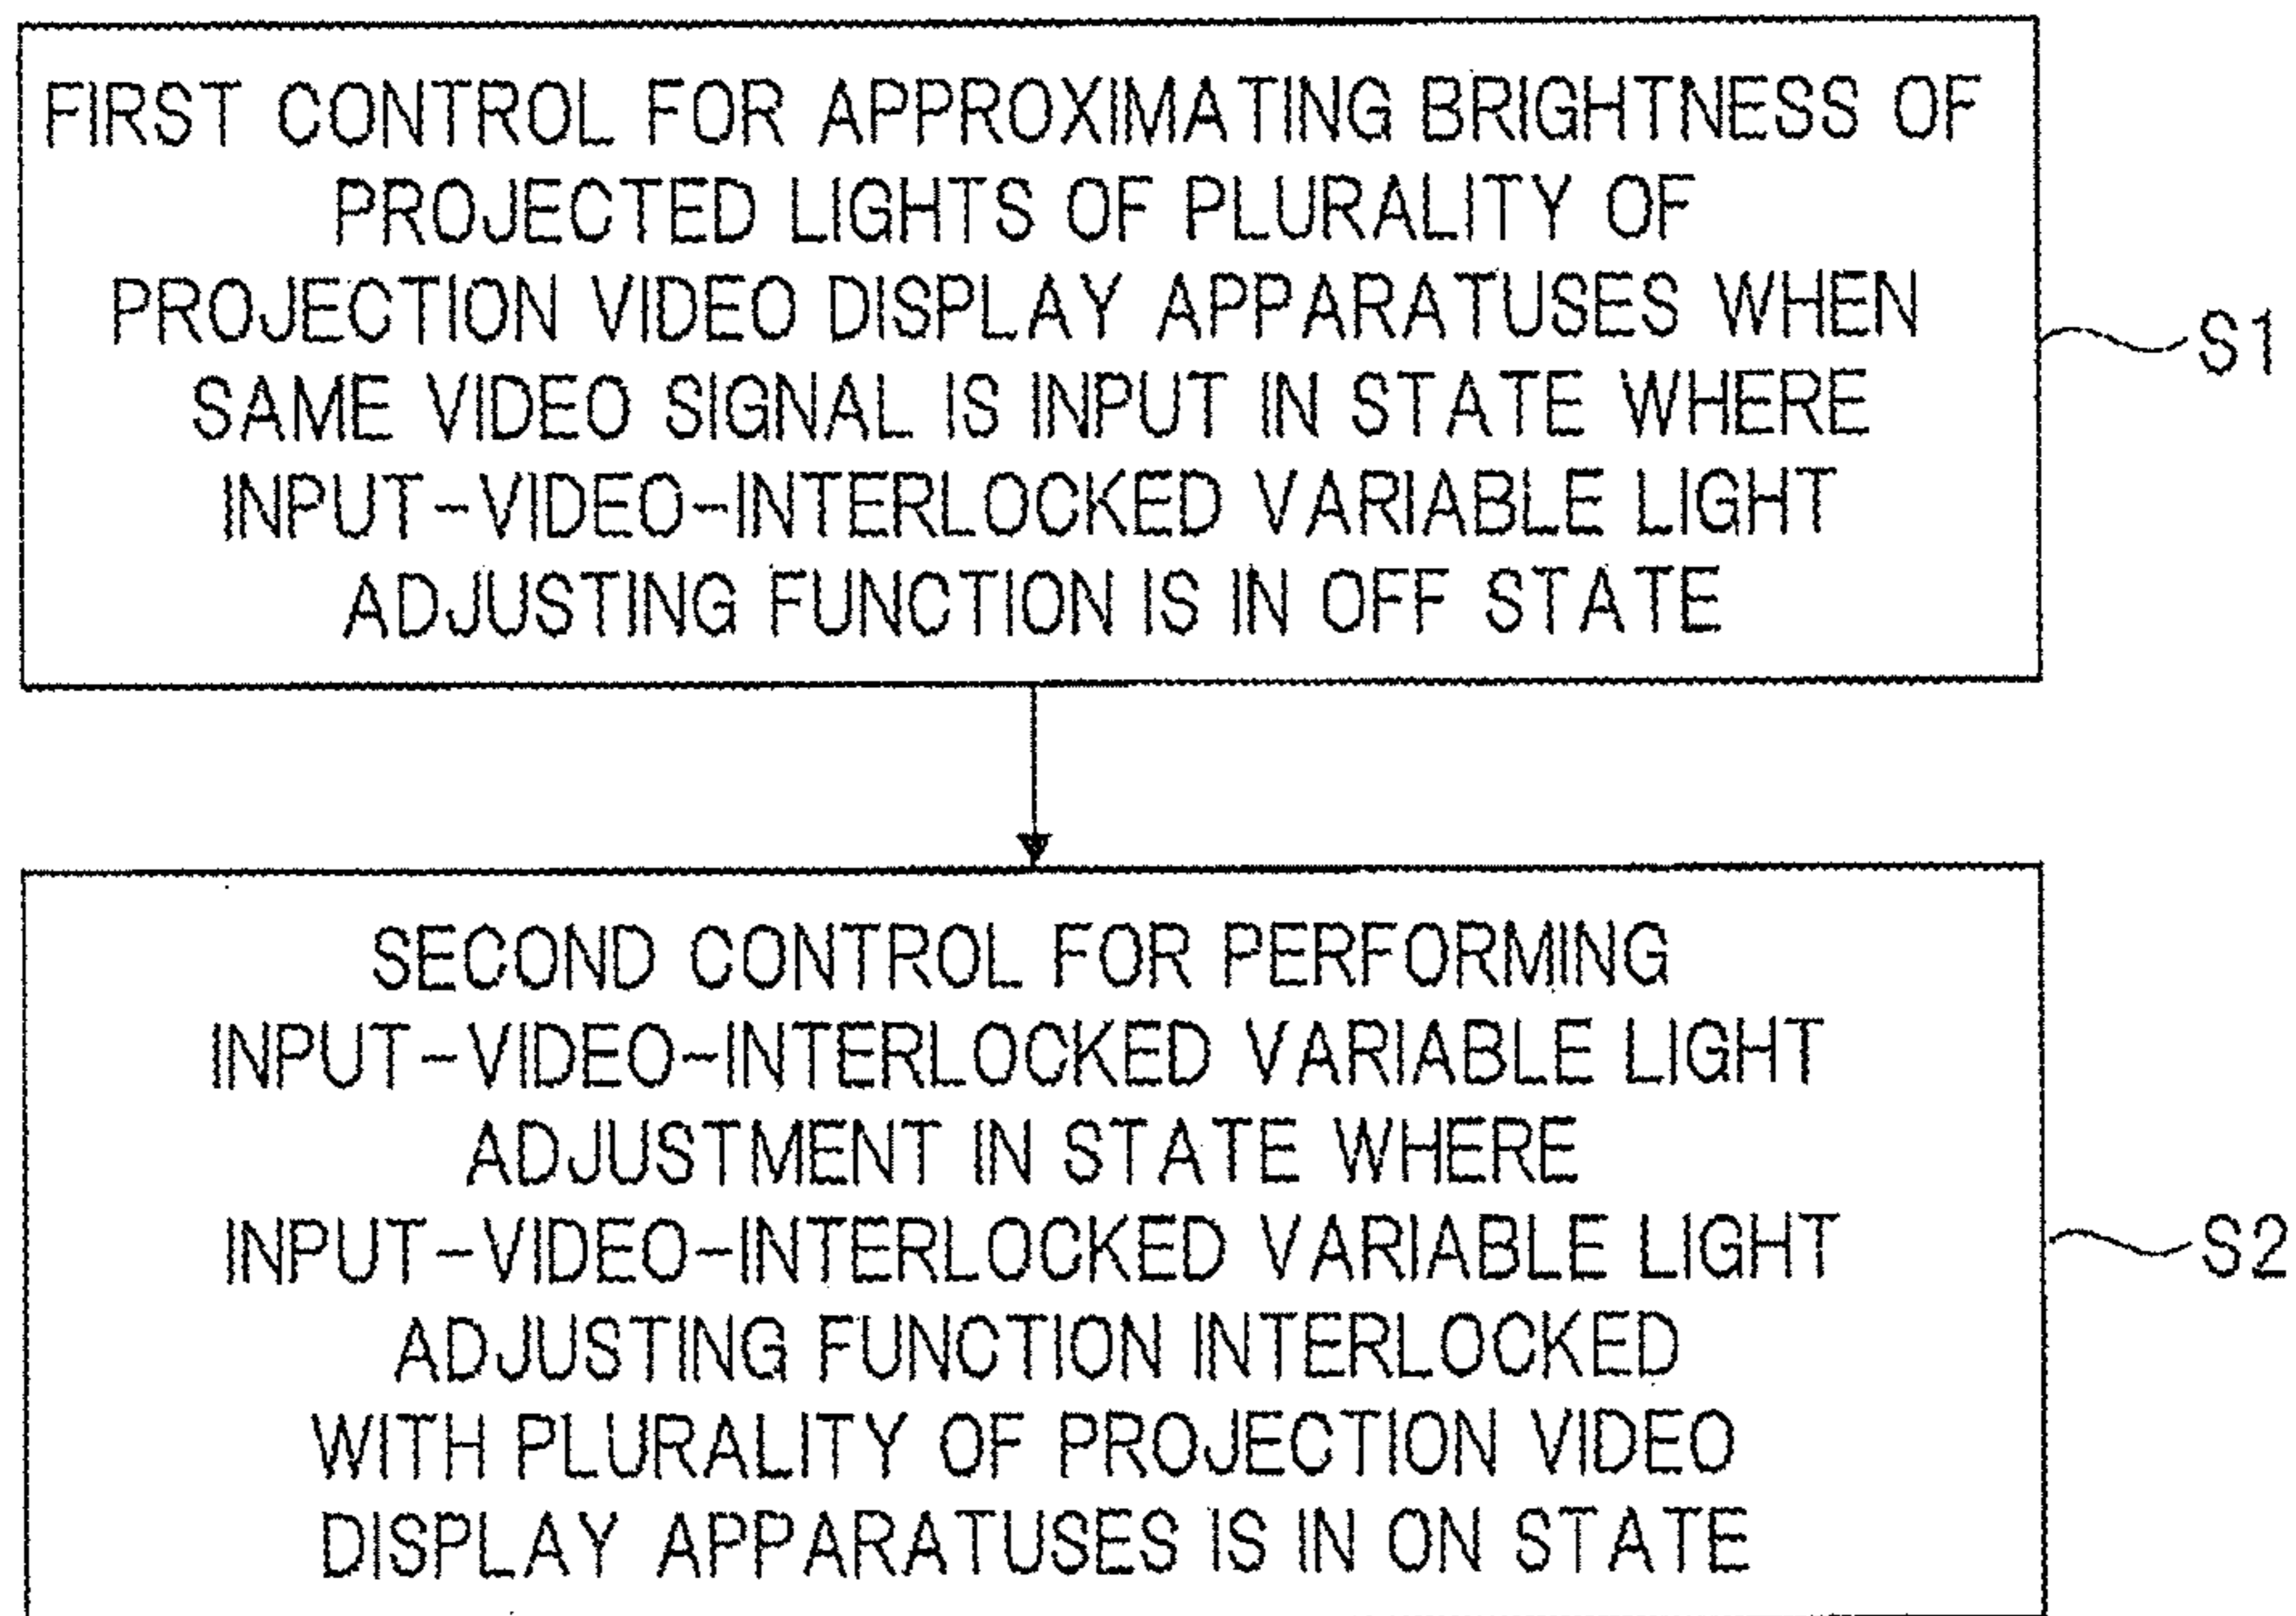 FIRST CONTROL FOR APPROXIMATING BRIGHTNESS OF
PROJECTED LIGHTS OF PLURALITY OF
PROJECTION VIDEO DISPLAY APPARATUSES WHEN
SAME VIDEO SIGNAL IS INPUT IN STATE WHERE
INPUT-VIDEO-INTERLOCKED VARIABLE LIGHT
ADJUSTING FUNCTION IS IN OFF STATE
S1
SECOND CONTROL FOR PERFORMING
INPUT-VIDEO-INTERLOCKED VARIABLE LIGHT
ADJUSTMENT IN STATE WHERE
INPUT-VIDEO-INTERLOCKED VARIABLE LIGHT
ADJUSTING FUNCTION INTERLOCKED
WITH PLURALITY OF PROJECTION VIDEO
DISPLAY APPARATUSES IS IN ON STATE
S2